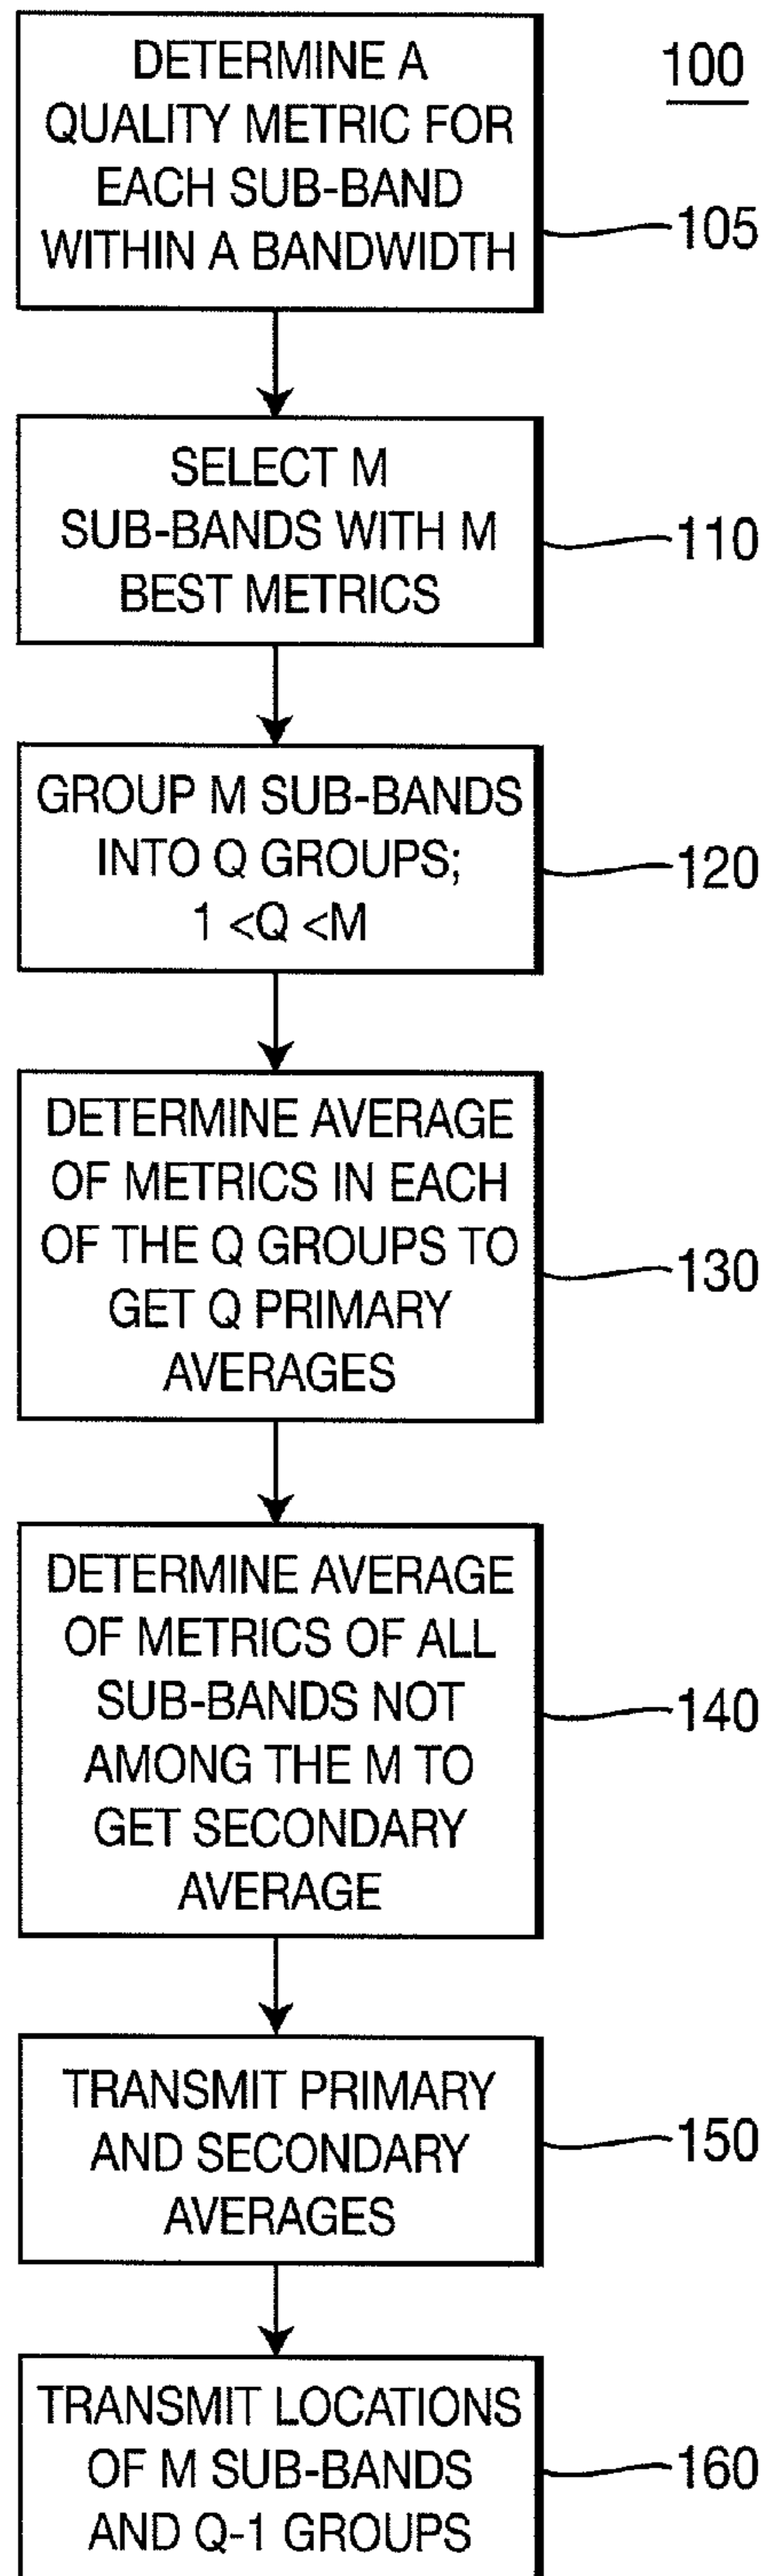 100
DETERMINE A
QUALITY METRIC FOR
EACH SUB-BAND
WITHIN A BANDWIDTH
105
SELECT M
SUB-BANDS WITH M
BEST METRICS
110
GROUP M SUB-BANDS
INTO Q GROUPS;
1 <Q <M
120
DETERMINE AVERAGE
OF METRICS IN EACH
OF THE Q GROUPS TO
GET Q PRIMARY
AVERAGES
130
DETERMINE AVERAGE
OF METRICS OF ALL
SUB-BANDS NOT
AMONG THE M TO
GET SECONDARY
AVERAGE
140
TRANSMIT PRIMARY
AND SECONDARY
AVERAGES
150
TRANSMIT LOCATIONS
OF M SUB-BANDS
AND Q-1 GROUPS
160